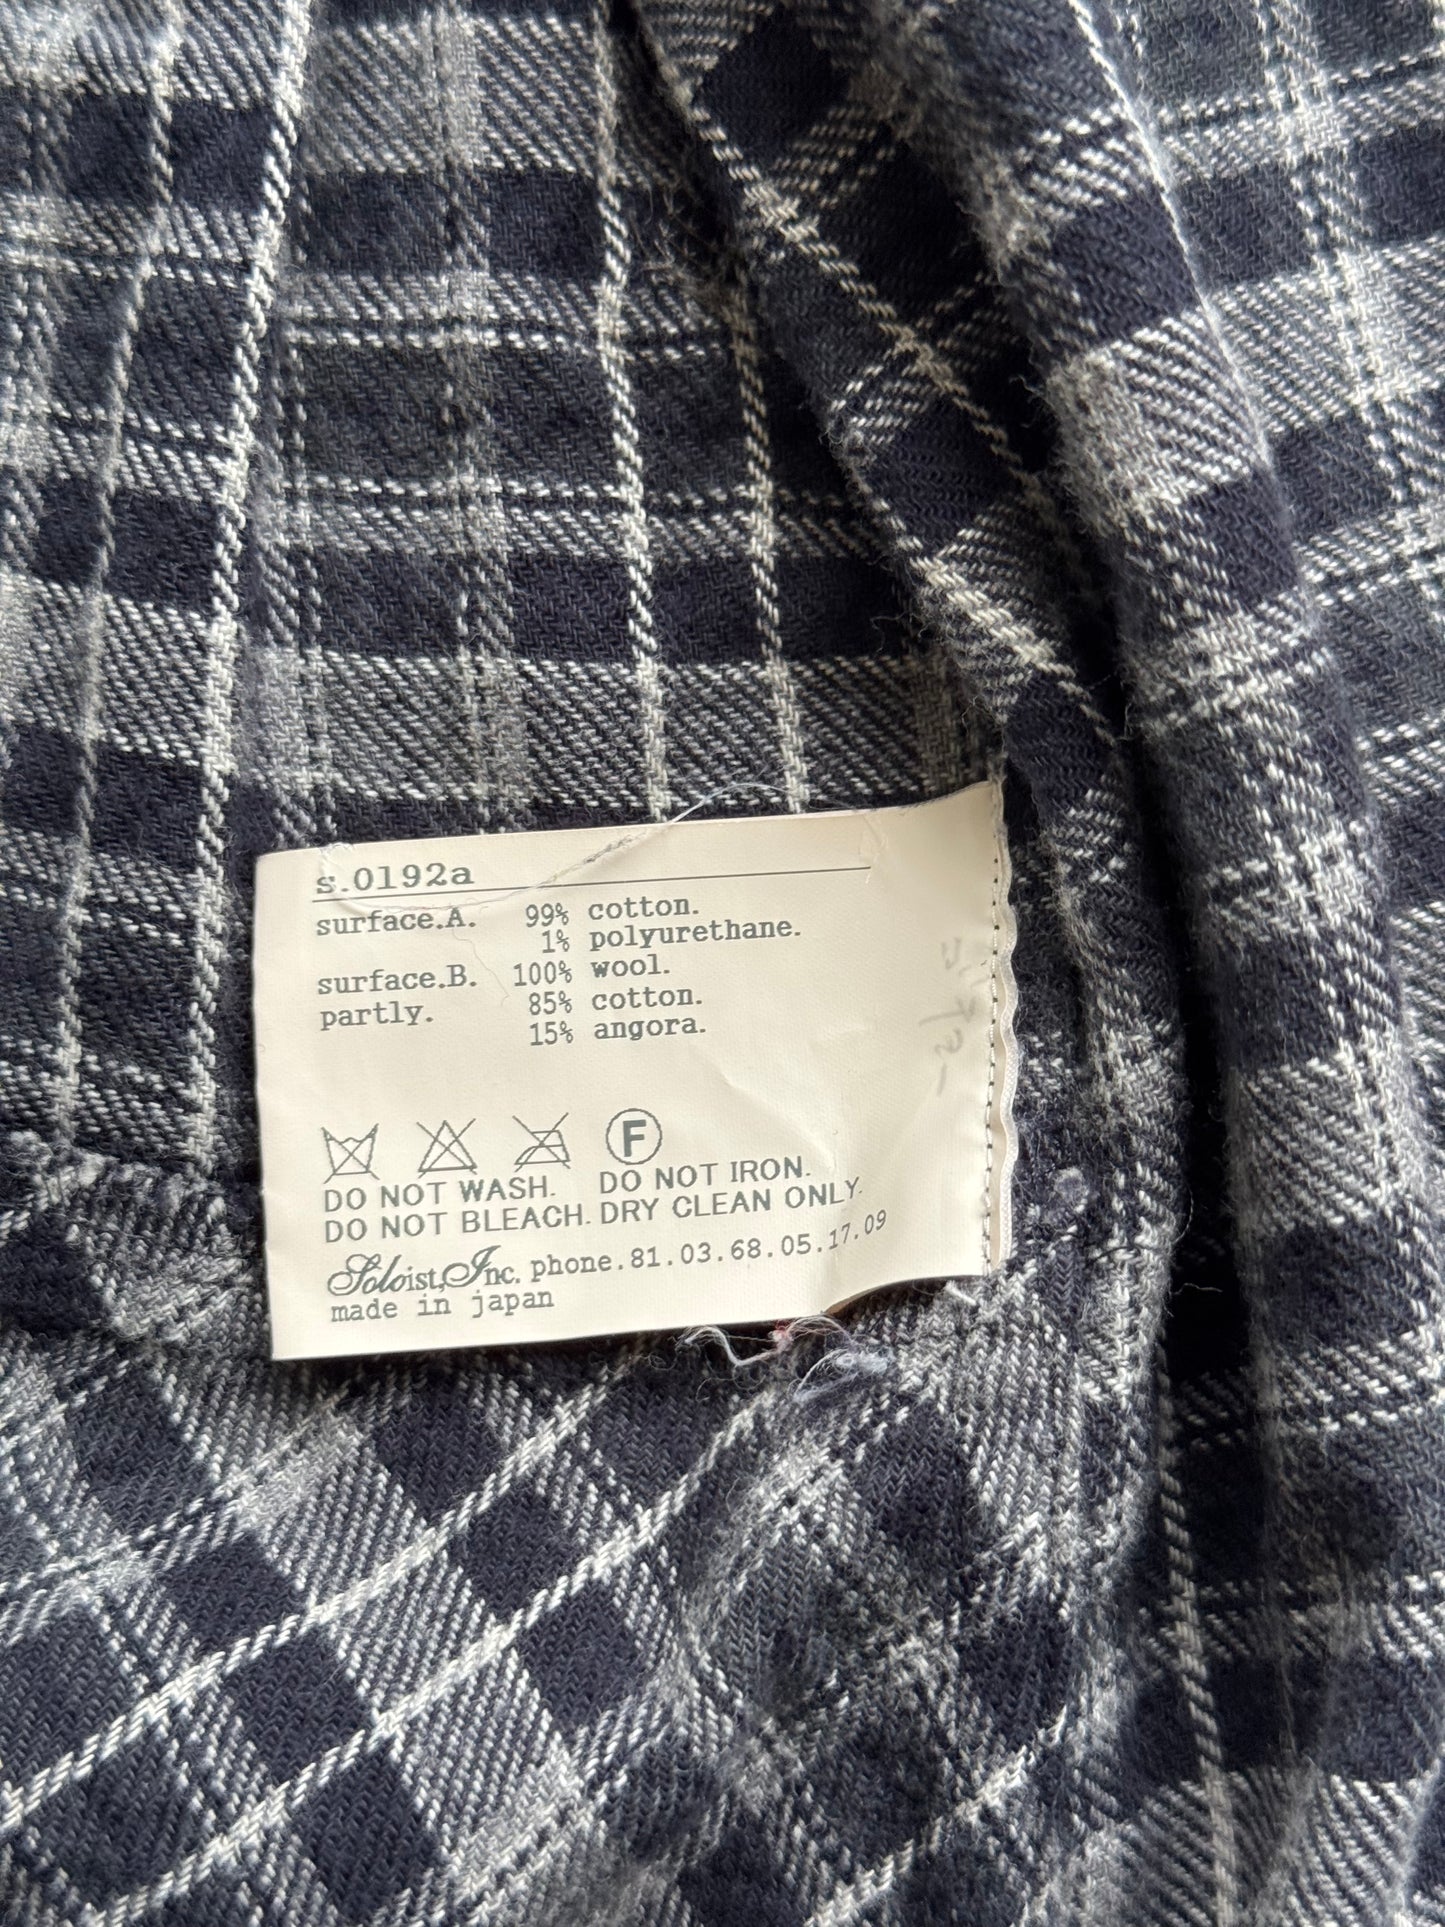 s.0192a
surface.A. 99% cotton.
1% polyurethane.
surface.B. 100% wool.
partly. 85% cotton.
15% angora.
F
DO NOT WASH. DO NOT IRON.
DO NOT BLEACH. DRY CLEAN ONLY.
Soloist,Inc. phone.81.03.68.05.17.09
made in japan